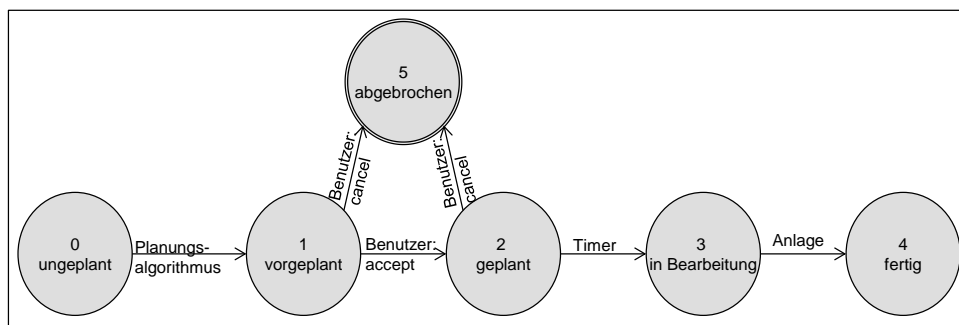 5
abgebrochen
Benutzer:
cancel
Benutzer:
cancel
0
ungeplant
Planungs-
algorithmus
1
vorgeplant
Benutzer:
accept
2
geplant
Timer
3
in Bearbeitung
Anlage
4
fertig